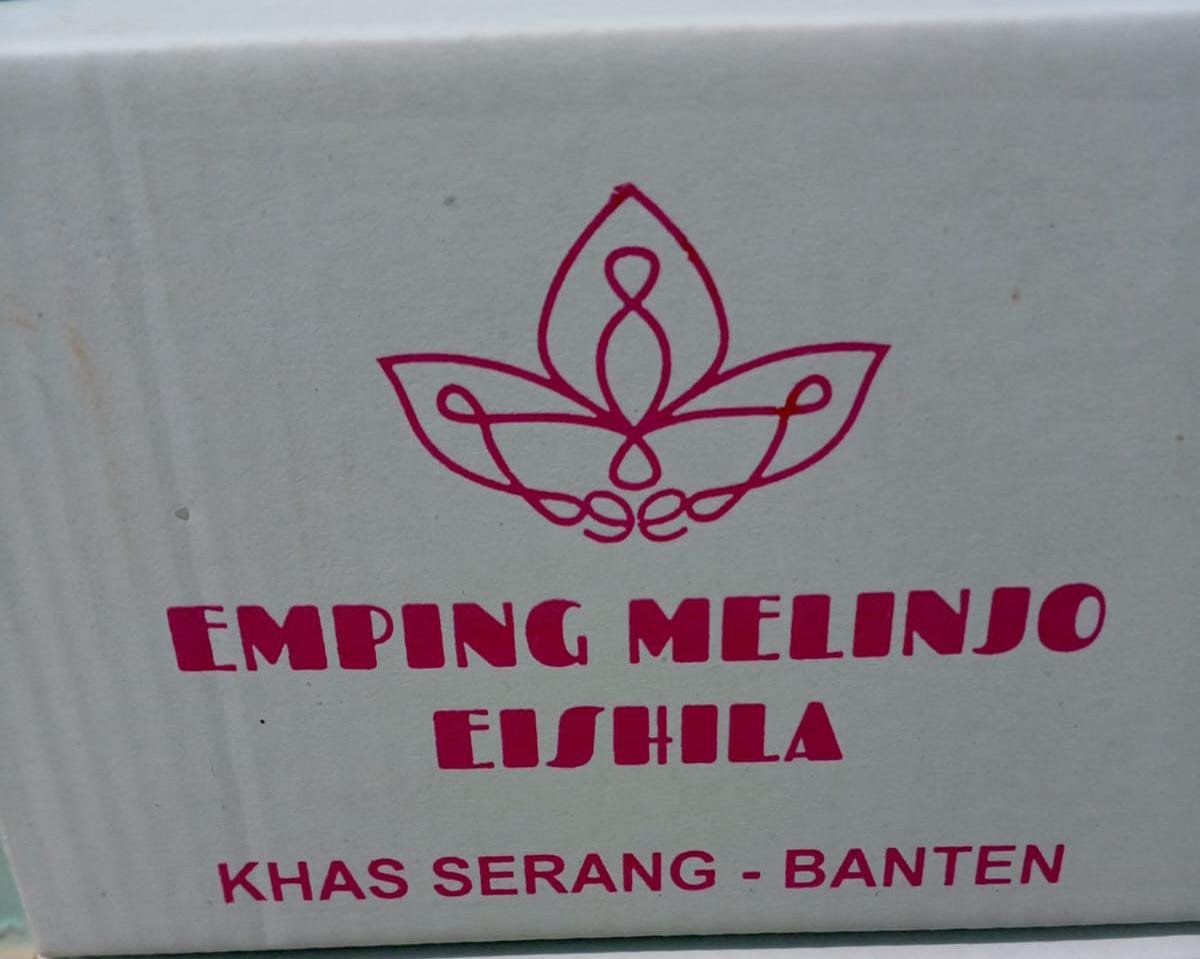 EMPING MELINJO
EISHILA
KHAS SERANG - BANTEN